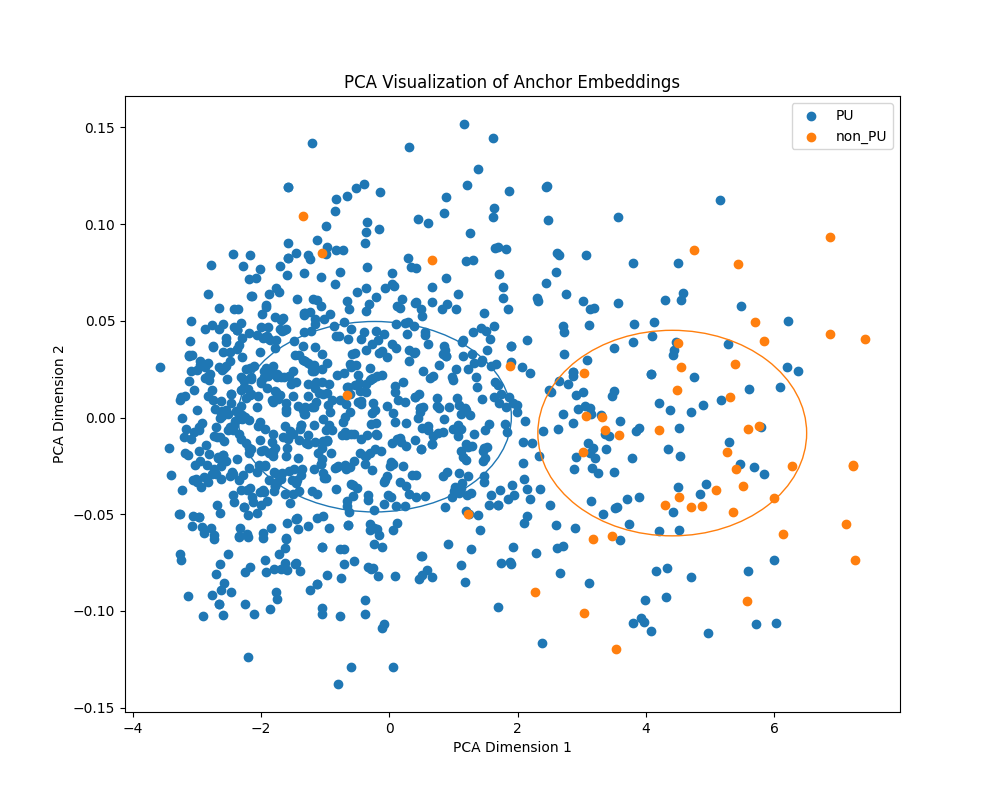 PCA Visualization of Anchor Embeddings
PU
non_PU
0.15
0.10
0.05
0.00
−0.05
−0.10
−0.15
PCA Dimension 2
−4
−2
0
2
4
6
PCA Dimension 1